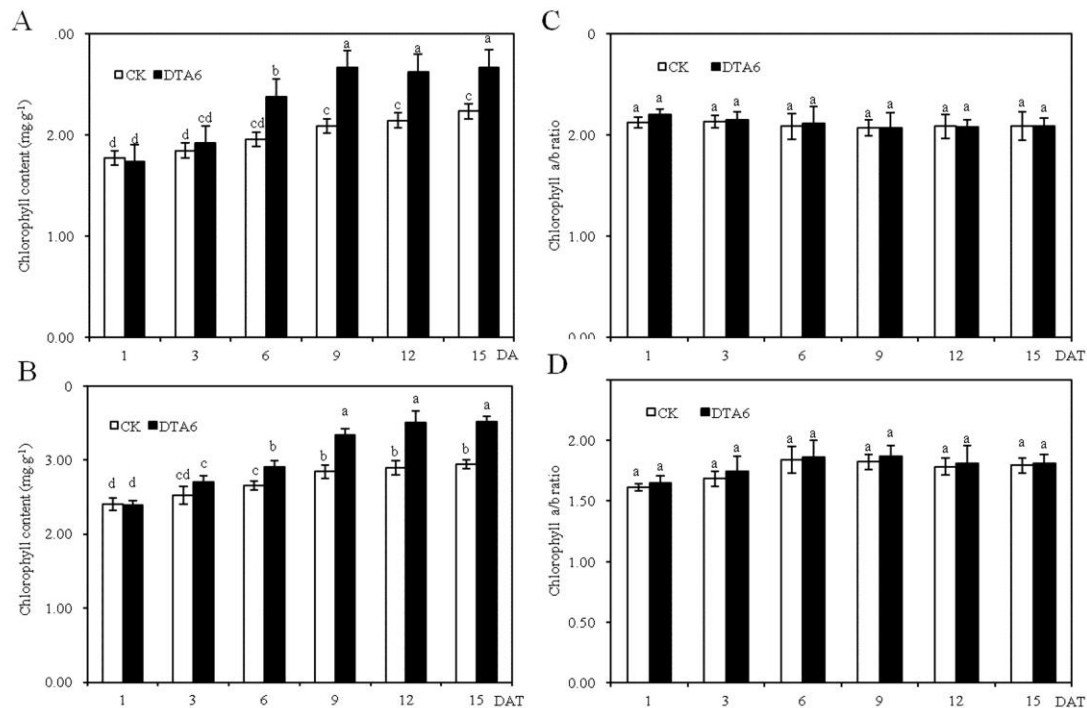 A
.00
a
a
a
b
CK DTA6
c
c
c
cd
cd
d
d
d
2.00
1.00
0.00
Chlorophyll content (mg.g-1)
1 3 6 9 12 15 DA
B
0
a
a
a
CK DTA6
b
b
b
b
c
c
cd
d
d
3.00
2.00
1.00
0.00
Chlorophyll content (mg.g-1)
1 3 6 9 12 15 DAT
C
0
CK DTA6
a a a a a a a a a a a a
2.00
1.00
0.00
Chlorophyll a/b ratio
1 3 6 9 12 15 DAT
D
CK DTA6
a a a a a a a a a a a a
2.00
1.50
1.00
0.50
0.00
Chlorophyll a/b ratio
1 3 6 9 12 15 DAT